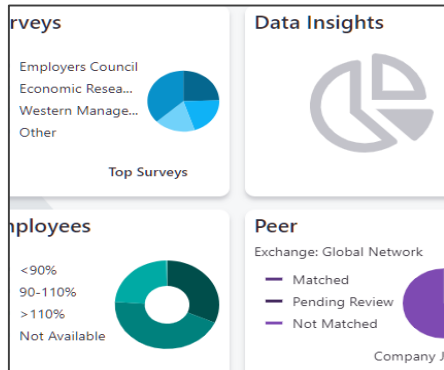 rveys
Employers Council
Economic Resea...
Western Manage...
Other
Top Surveys
Data Insights
mployees
<90%
90-110%
>110%
Not Available
Peer
Exchange: Global Network
Matched
Pending Review
Not Matched
Company J